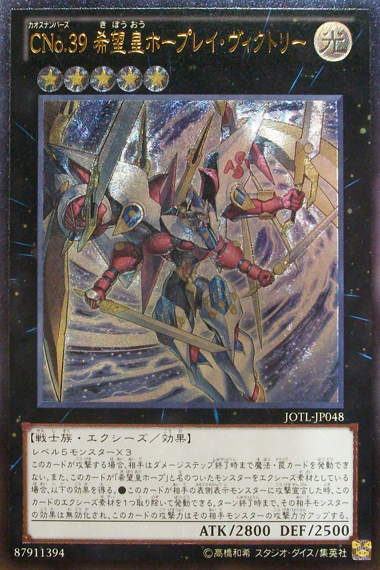 カオスナンバーズ きぼうおう
CNo.39 希望皇ホープレイ・ヴィクトリー
光
39
JOTL-JP048
【戦士族・エクシーズ/効果】
レベル5モンスター×3
このカードが攻撃する場合、相手はダメージステップ終了時まで魔法・罠カードを発動でき
ない。また、このカードが「希望皇ホープ」と名のついたモンスターをエクシーズ素材としている
場合、以下の効果を得る。●このカードが相手の表側表示モンスターに攻撃宣言した時、この
カードのエクシーズ素材を1つ取り除いて発動できる。ターン終了時まで、その相手モンスター
の効果は無効化され、このカードの攻撃力はその相手モンスターの攻撃力分アップする。
ATK/2800 DEF/2500
87911394
©高橋和希 スタジオ・ダイス/集英社